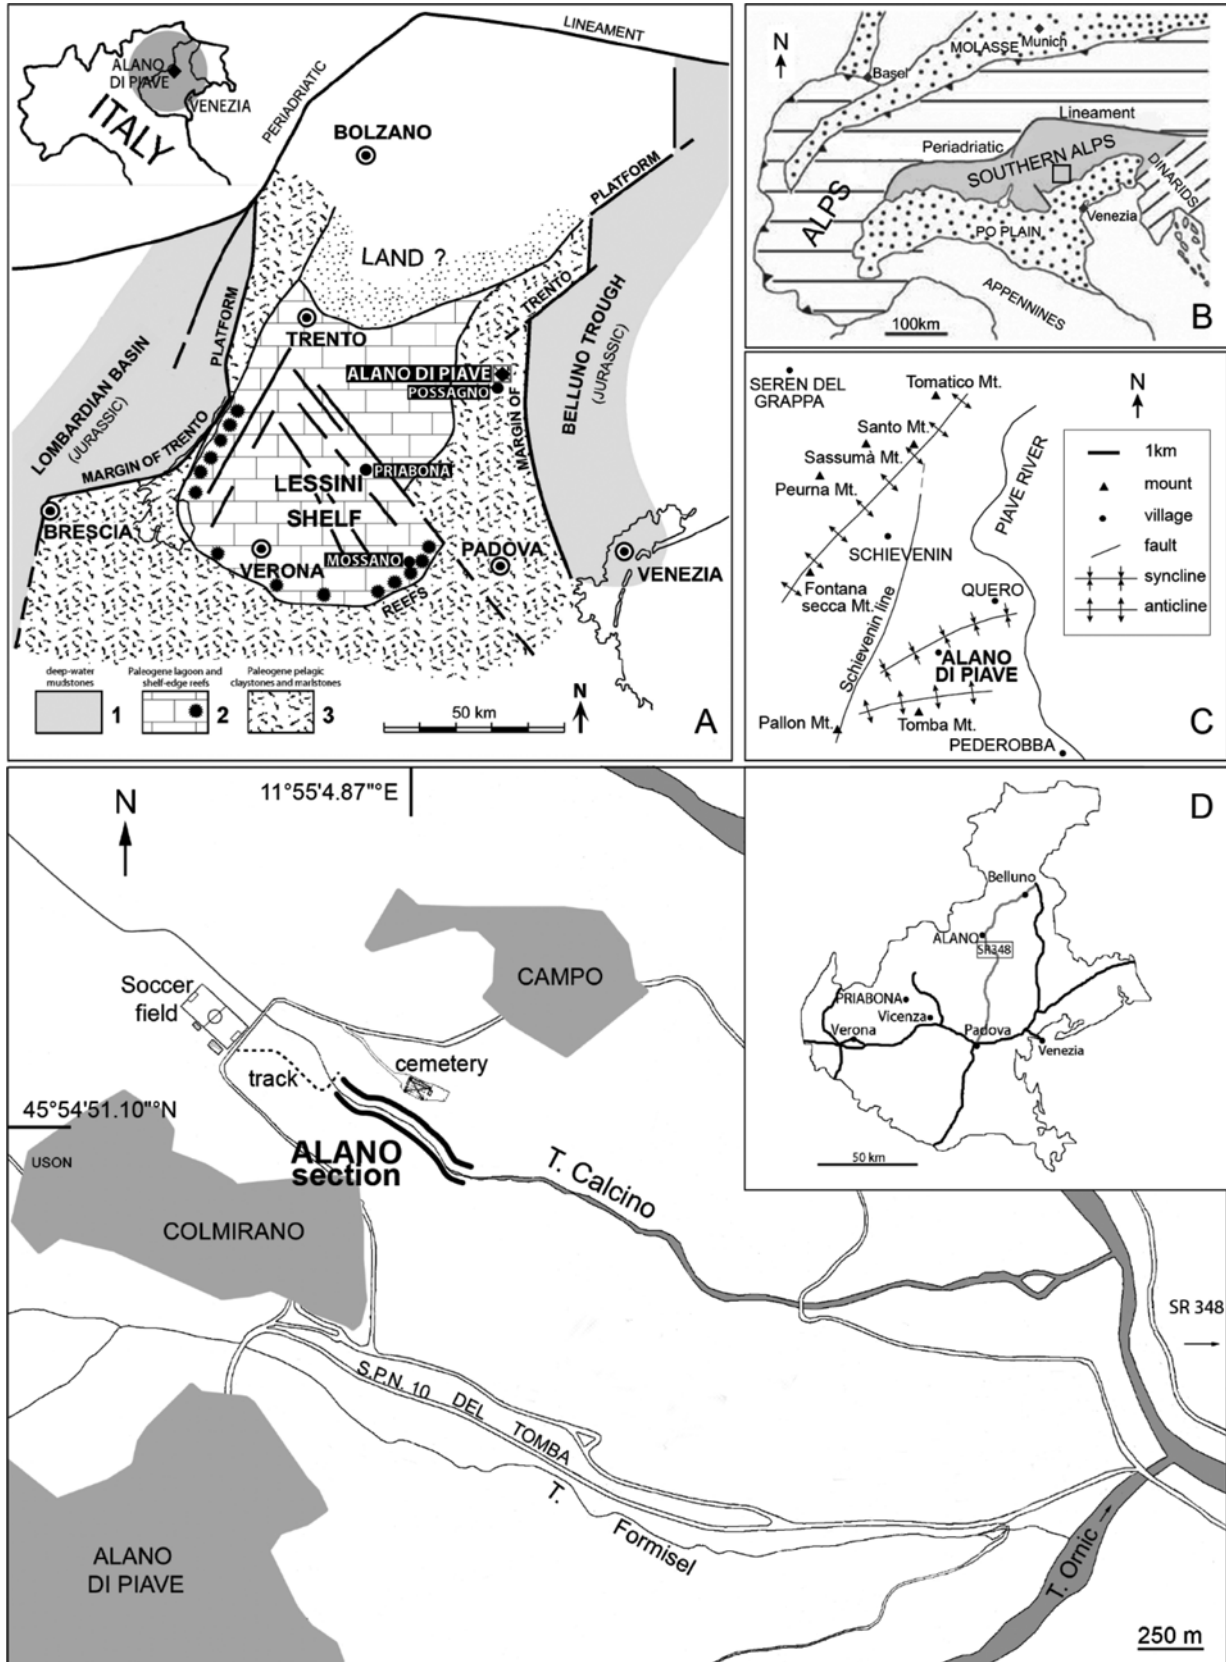 ALANO
DI PIAVE
VENEZIA
ITALY
PERIADRIATIC
LINEAMENT
BOLZANO
PLATFORM
LAND ?
TRENTO
PLATFORM
TRENTO
MARGIN OF
LOMBARDIAN BASIN
(JURASSIC)
MARGIN OF TRENTO
BELLUNO TROUGH
(JURASSIC)
ALANO DI PIAVE
POSSAGNO
PRIABONA
LESSINI
SHELF
BRESCIA
VERONA
MOSSANO
REEFS
PADOVA
VENEZIA
deep-water
mudstones
1
Paleogene lagoon and
shelf-edge reefs
2
Paleogene pelagic
claystones and marlstones
3
50 km
N
A
N
MOLASSE
Munich
Basel
Lineament
Periadriatic
SOUTHERN ALPS
DINARIDS
ALPS
Venezia
PO PLAIN
APPENNINES
100km
B
SEREN DEL
GRAPPA
Tomatico Mt.
Santo Mt.
Sassumà Mt.
Peurna Mt.
SCHIEVENIN
Fontana
secca Mt.
Schievenin line
PIAVE RIVER
QUERO
ALANO
DI PIAVE
Pallon Mt.
Tomba Mt.
PEDEROBBA
N
1km
mount
village
fault
syncline
anticline
C
11°55'4.87"°E
N
Soccer
field
CAMPO
track
cemetery
45°54'51.10"°N
USON
ALANO
section
COLMIRANO
T. Calcino
S.P.N. 10 DEL TOMBA
T. Formisel
ALANO
DI PIAVE
T. Ornic
SR 348
250 m
D
Belluno
ALANO
SR348
PRIABONA
Vicenza
Verona
Padova
Venezia
50 km